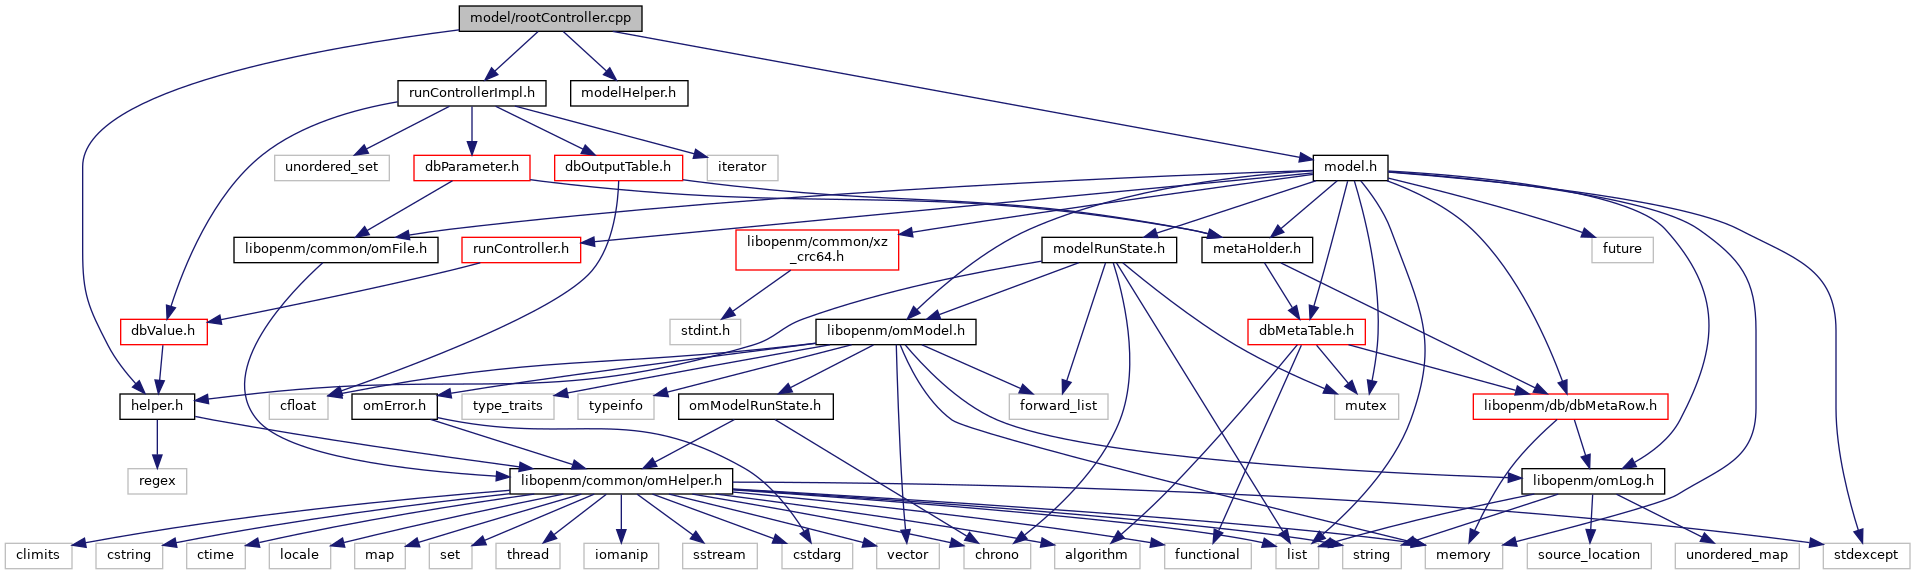 model/rootController.cpp
runControllerImpl.h
modelHelper.h
unordered_set
dbParameter.h
dbOutputTable.h
iterator
model.h
libopenm/common/omFile.h
runController.h
libopenm/common/xz
_crc64.h
modelRunState.h
metaHolder.h
future
dbValue.h
stdint.h
libopenm/omModel.h
dbMetaTable.h
helper.h
cfloat
omError.h
type_traits
typeinfo
omModelRunState.h
forward_list
mutex
libopenm/db/dbMetaRow.h
regex
libopenm/common/omHelper.h
libopenm/omLog.h
climits
cstring
ctime
locale
map
set
thread
iomanip
sstream
cstdarg
vector
chrono
algorithm
functional
list
string
memory
source_location
unordered_map
stdexcept